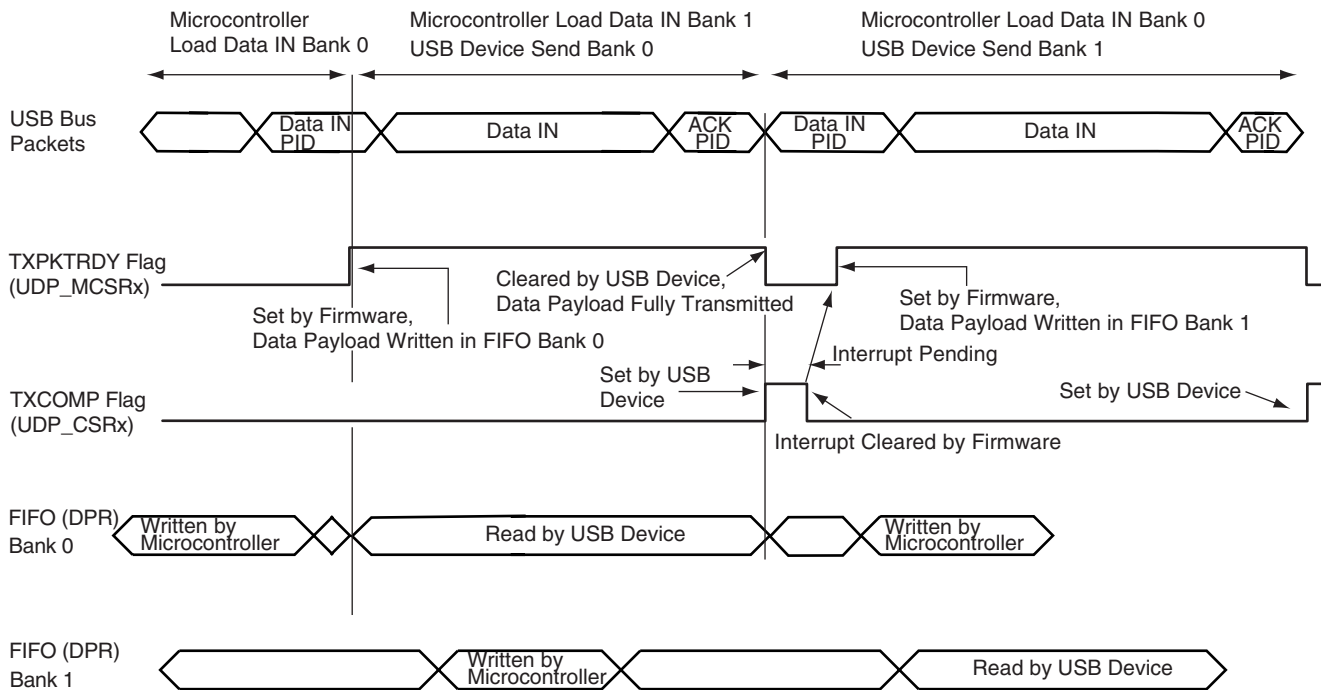 Microcontroller
Load Data IN Bank 0
Microcontroller Load Data IN Bank 1
USB Device Send Bank 0
Microcontroller Load Data IN Bank 0
USB Device Send Bank 1
USB Bus
Packets
Data IN
PID
Data IN
ACK
PID
Data IN
PID
Data IN
ACK
PID
TXPKTRDY Flag
(UDP_MCSRx)
Set by Firmware,
Data Payload Written in FIFO Bank 0
Cleared by USB Device,
Data Payload Fully Transmitted
Set by Firmware,
Data Payload Written in FIFO Bank 1
Interrupt Pending
TXCOMP Flag
(UDP_CSRx)
Set by USB
Device
Set by USB Device
Interrupt Cleared by Firmware
FIFO (DPR)
Bank 0
Written by
Microcontroller
Read by USB Device
Written by
Microcontroller
FIFO (DPR)
Bank 1
Written by
Microcontroller
Read by USB Device